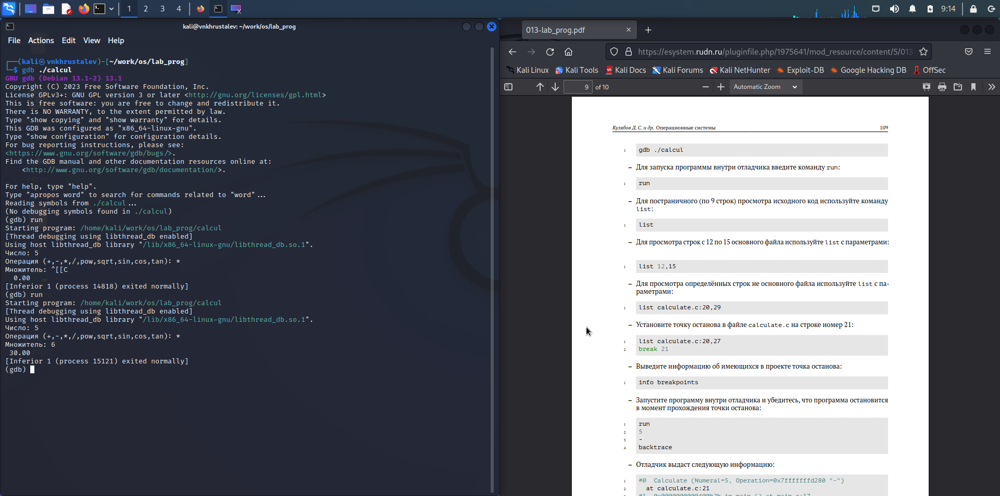 1 2 3 4
9:14
kali@vnkhrustalev: ~/work/os/lab_prog
File Actions Edit View Help
┌──(kali㉿vnkhrustalev)-[~/work/os/lab_prog]
└─$ gdb ./calcul
GNU gdb (Debian 13.1-2) 13.1
Copyright (C) 2023 Free Software Foundation, Inc.
License GPLv3+: GNU GPL version 3 or later <http://gnu.org/licenses/gpl.html>
This is free software: you are free to change and redistribute it.
There is NO WARRANTY, to the extent permitted by law.
Type "show copying" and "show warranty" for details.
This GDB was configured as "x86_64-linux-gnu".
Type "show configuration" for configuration details.
For bug reporting instructions, please see:
<https://www.gnu.org/software/gdb/bugs/>.
Find the GDB manual and other documentation resources online at:
    <http://www.gnu.org/software/gdb/documentation/>.
For help, type "help".
Type "apropos word" to search for commands related to "word"...
Reading symbols from ./calcul...
(No debugging symbols found in ./calcul)
(gdb) run
Starting program: /home/kali/work/os/lab_prog/calcul
[Thread debugging using libthread_db enabled]
Using host libthread_db library "/lib/x86_64-linux-gnu/libthread_db.so.1".
Число: 5
Операция (+,-,*,/,pow,sqrt,sin,cos,tan): *
Множитель: ^[[C
  0.00
[Inferior 1 (process 14818) exited normally]
(gdb) run
Starting program: /home/kali/work/os/lab_prog/calcul
[Thread debugging using libthread_db enabled]
Using host libthread_db library "/lib/x86_64-linux-gnu/libthread_db.so.1".
Число: 5
Операция (+,-,*,/,pow,sqrt,sin,cos,tan): *
Множитель: 6
 30.00
[Inferior 1 (process 15121) exited normally]
(gdb)
013-lab_prog.pdf
https://esystem.rudn.ru/pluginfile.php/1975641/mod_resource/content/5/013
Kali Linux Kali Tools Kali Docs Kali Forums Kali NetHunter Exploit-DB Google Hacking DB OffSec
9 of 10 Automatic Zoom
Кулябов Д. С. и др. Операционные системы 109
1 gdb ./calcul
– Для запуска программы внутри отладчика введите команду run:
1 run
– Для постраничного (по 9 строк) просмотра исходного код используйте команду
list:
1 list
– Для просмотра строк с 12 по 15 основного файла используйте list с параметрами:
1 list 12,15
– Для просмотра определённых строк не основного файла используйте list с па-
раметрами:
1 list calculate.c:20,29
– Установите точку останова в файле calculate.c на строке номер 21:
1 list calculate.c:20,27
2 break 21
– Выведите информацию об имеющихся в проекте точка останова:
1 info breakpoints
– Запустите программу внутри отладчика и убедитесь, что программа остановится
в момент прохождения точки останова:
1 run
2 5
3 -
4 backtrace
– Отладчик выдаст следующую информацию:
1 #0  Calculate (Numeral=5, Operation=0x7fffffffd280 "-")
2 at calculate.c:21